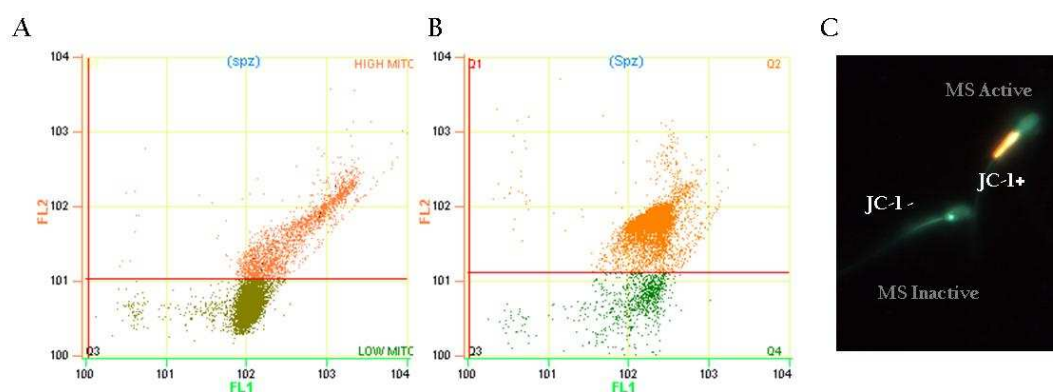 A
(spz)
HIGH MITO
104
103
102
101
100
FL2
Q3
LOW MITO
100
101
102
103
104
FL1
B
(Spz)
Q1
Q2
104
103
102
101
100
FL2
Q3
Q4
100
101
102
103
104
FL1
C
MS Active
JC-1+
JC-1 -
MS Inactive